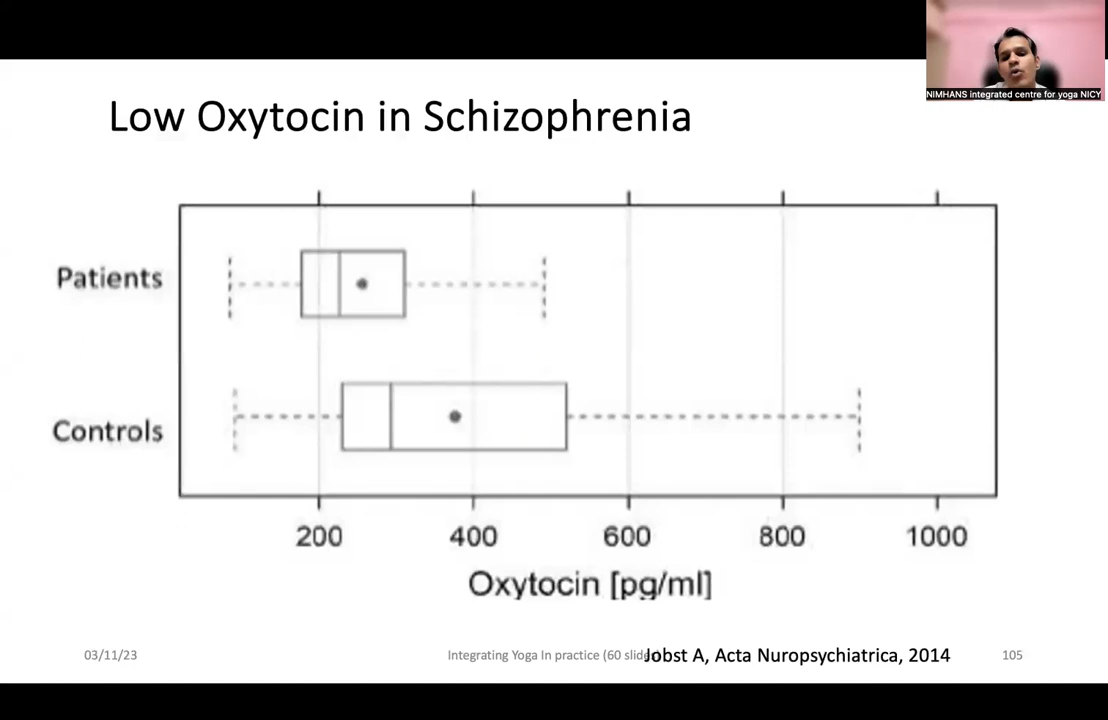 NIMHANS integrated centre for yoga NICY
Low Oxytocin in Schizophrenia
Patients
Controls
200 400 600 800 1000
Oxytocin [pg/ml]
03/11/23
Integrating Yoga In practice (60 slide
Jobst A, Acta Nuropsychiatrica, 2014
105